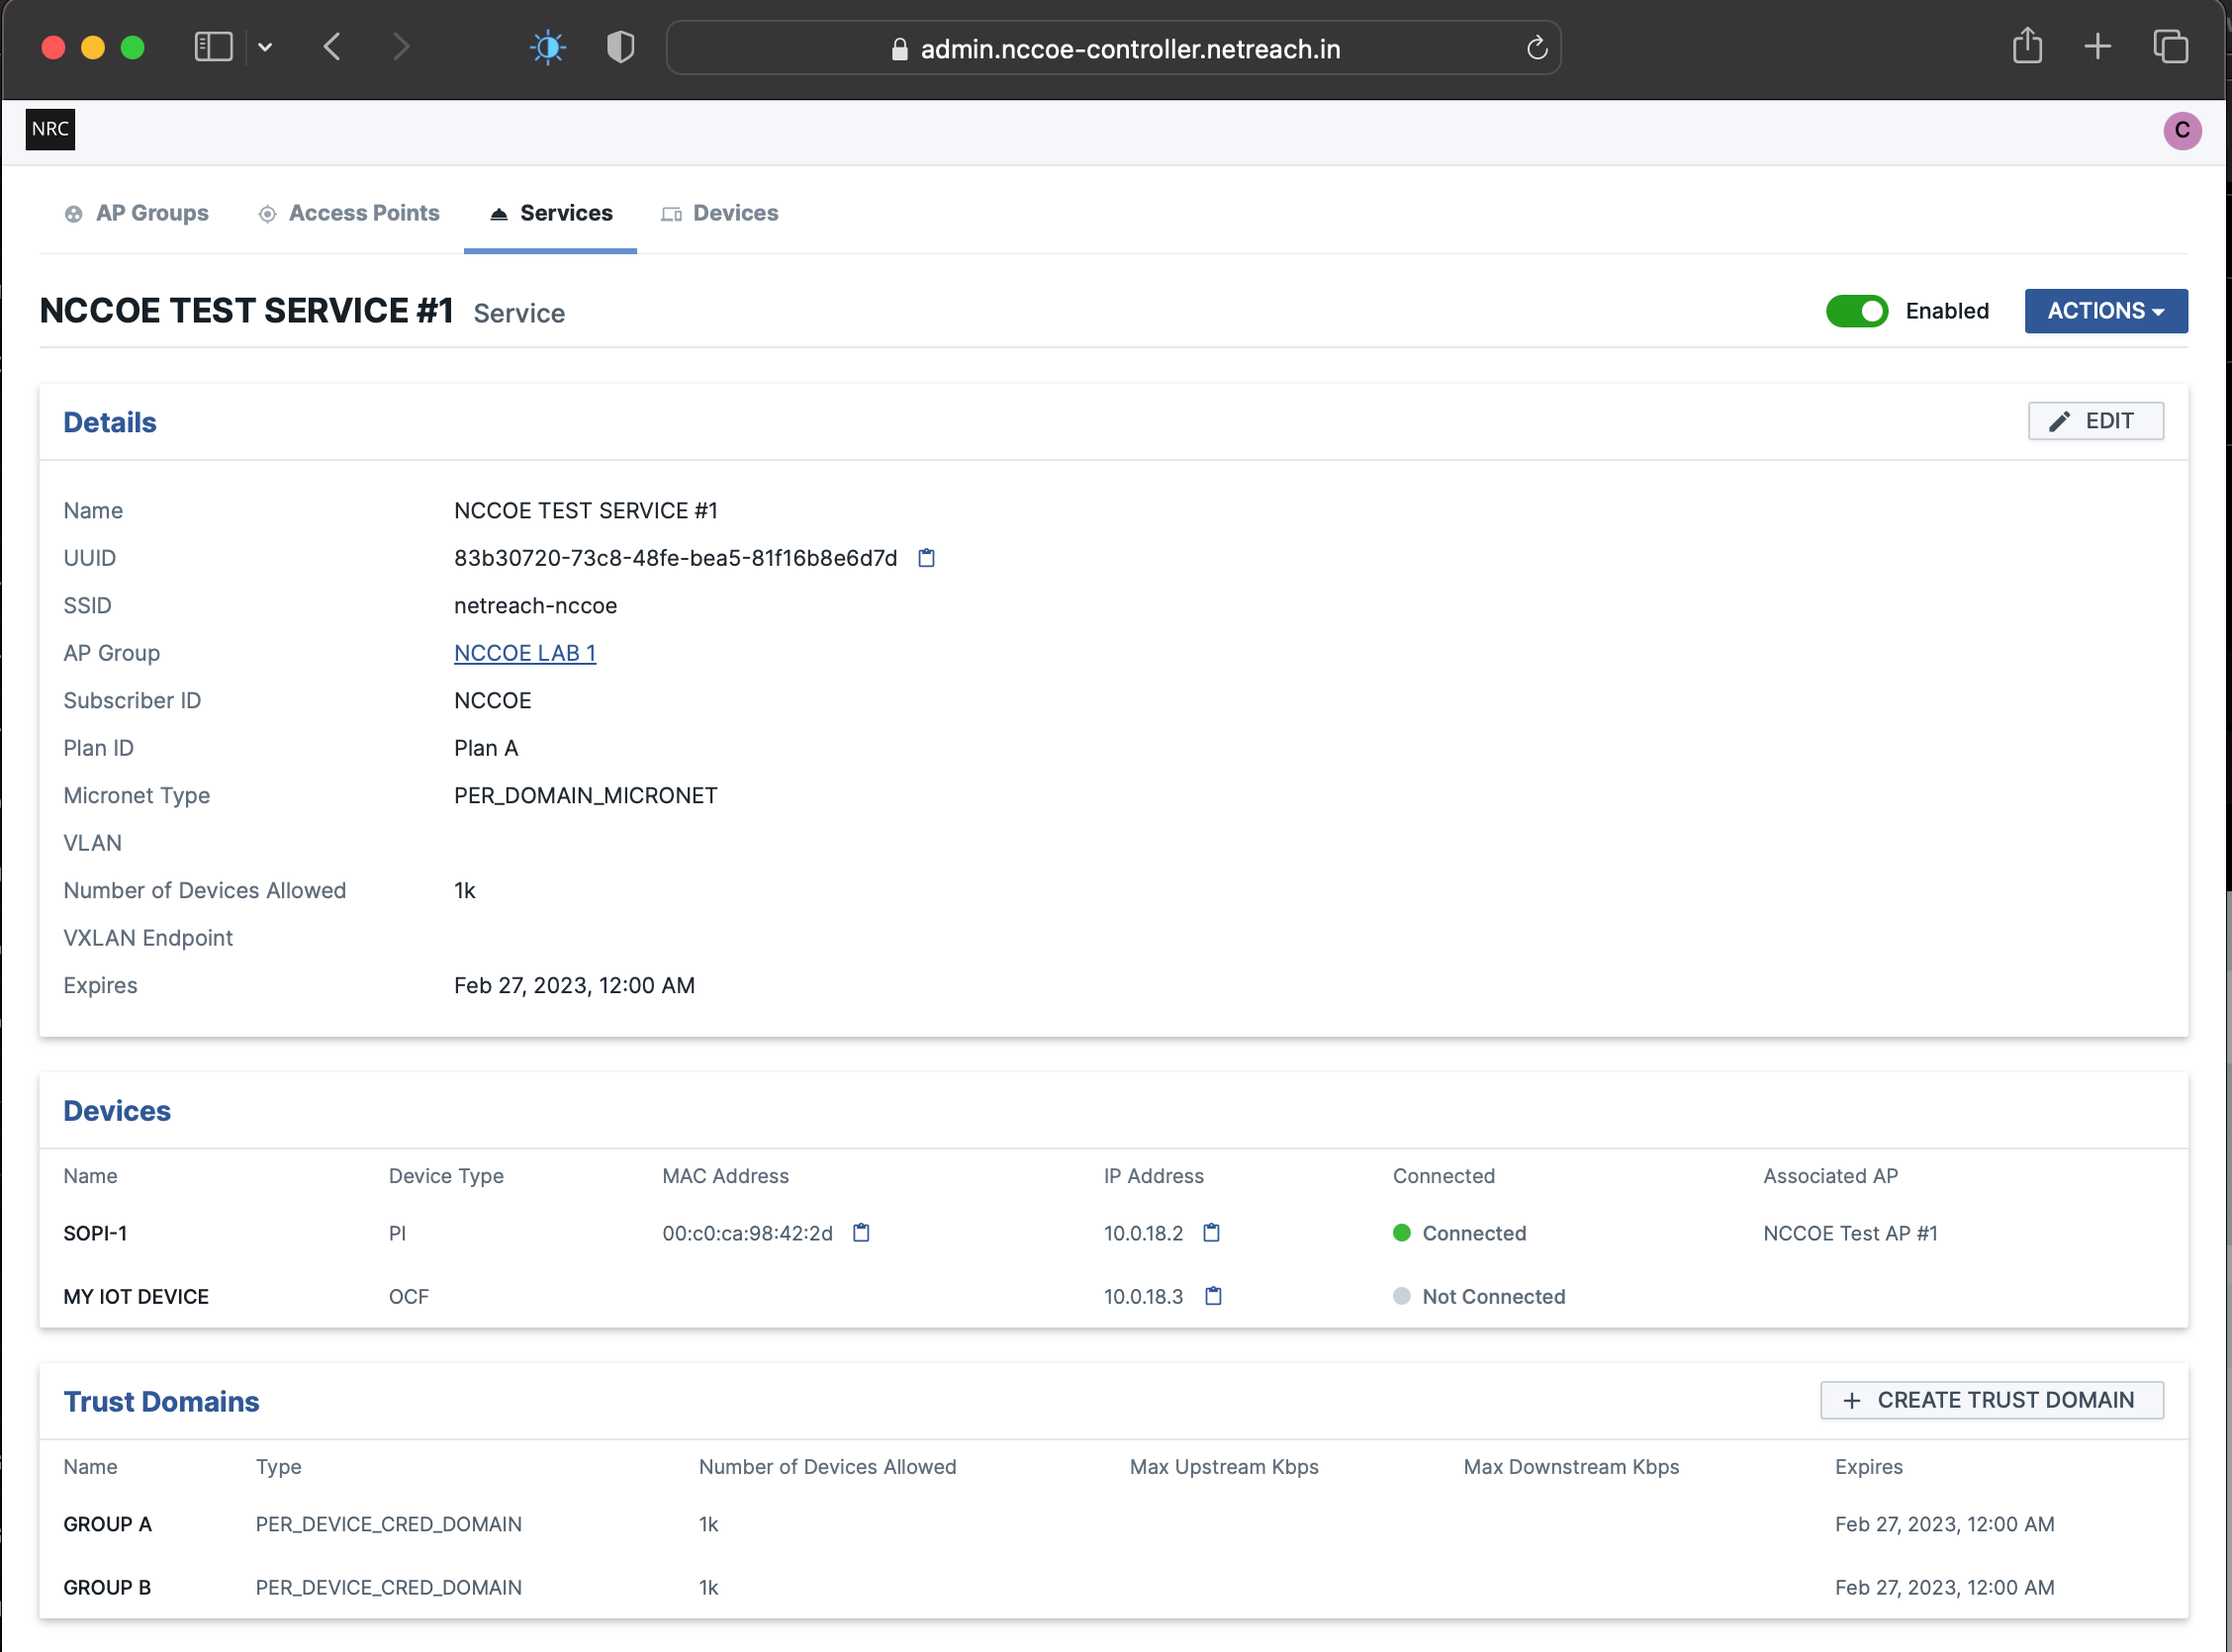 admin.nccoe-controller.netreach.in
NRC
C
AP Groups Access Points Services Devices
NCCOE TEST SERVICE #1 Service Enabled ACTIONS
Details EDIT
Name NCCOE TEST SERVICE #1
UUID 83b30720-73c8-48fe-bea5-81f16b8e6d7d
SSID netreach-nccoe
AP Group NCCOE LAB 1
Subscriber ID NCCOE
Plan ID Plan A
Micronet Type PER_DOMAIN_MICRONET
VLAN
Number of Devices Allowed 1k
VXLAN Endpoint
Expires Feb 27, 2023, 12:00 AM
Devices
Name Device Type MAC Address IP Address Connected Associated AP
SOPI-1 PI 00:c0:ca:98:42:2d 10.0.18.2 Connected NCCOE Test AP #1
MY IOT DEVICE OCF 10.0.18.3 Not Connected
Trust Domains + CREATE TRUST DOMAIN
Name Type Number of Devices Allowed Max Upstream Kbps Max Downstream Kbps Expires
GROUP A PER_DEVICE_CRED_DOMAIN 1k Feb 27, 2023, 12:00 AM
GROUP B PER_DEVICE_CRED_DOMAIN 1k Feb 27, 2023, 12:00 AM